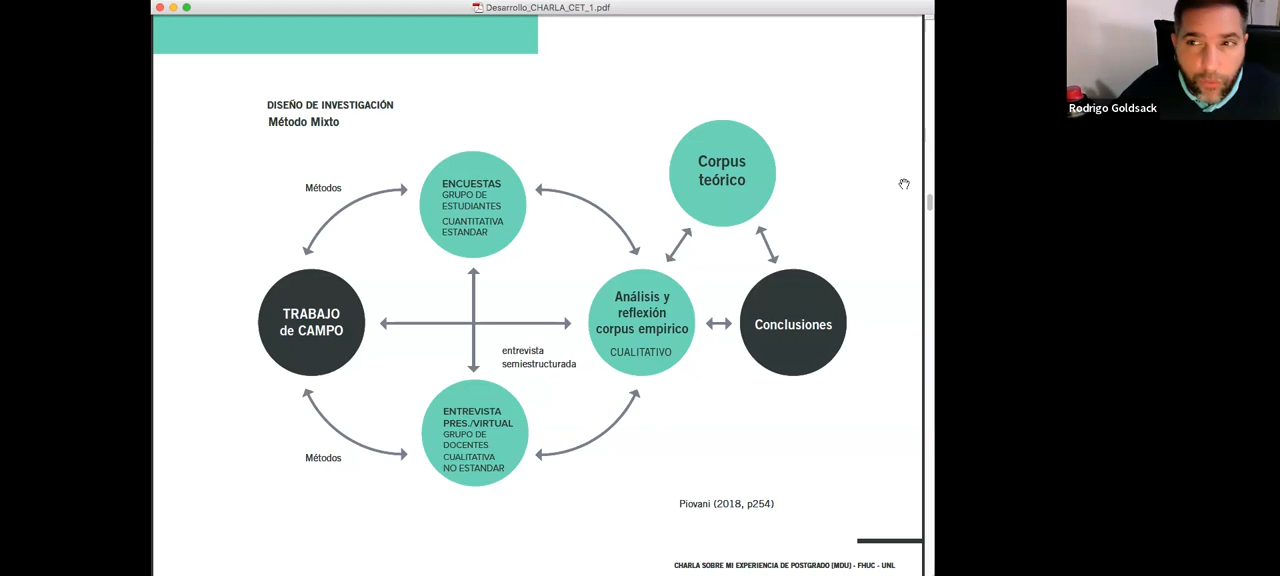 Desarrollo_CHARLA_CET_1.pdf
Rodrigo Goldsack
DISEÑO DE INVESTIGACIÓN
Método Mixto
Métodos
ENCUESTAS
GRUPO DE
ESTUDIANTES
CUANTITATIVA
ESTANDAR
Corpus
teórico
TRABAJO
de CAMPO
Análisis y
reflexión
corpus empirico
CUALITATIVO
Conclusiones
entrevista
semiestructurada
Métodos
ENTREVISTA
PRES./VIRTUAL
GRUPO DE
DOCENTES
CUALITATIVA
NO ESTANDAR
Piovani (2018, p254)
CHARLA SOBRE MI EXPERIENCIA DE POSTGRADO [MDU] - FHUC - UNL